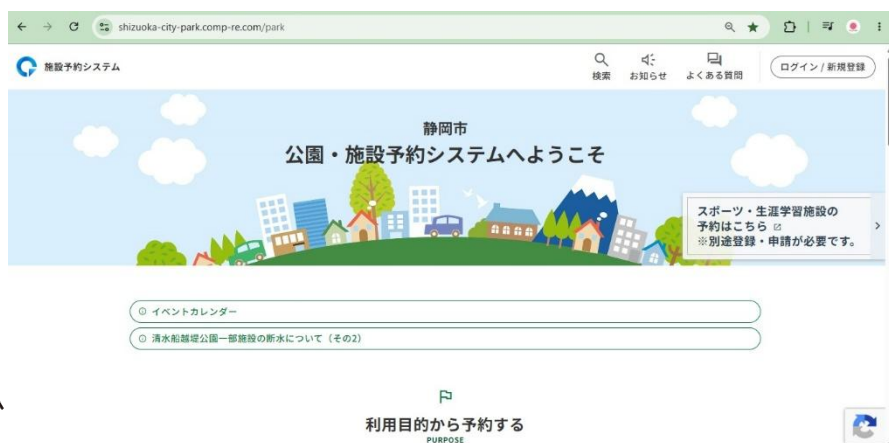 shizuoka-city-park.comp-re.com/park
施設予約システム
検索
お知らせ
よくある質問
ログイン / 新規登録
静岡市
公園・施設予約システムへようこそ
スポーツ・生涯学習施設の
予約はこちら
※別途登録・申請が必要です。
イベントカレンダー
清水船越堤公園一部施設の断水について（その2）
利用目的から予約する
PURPOSE